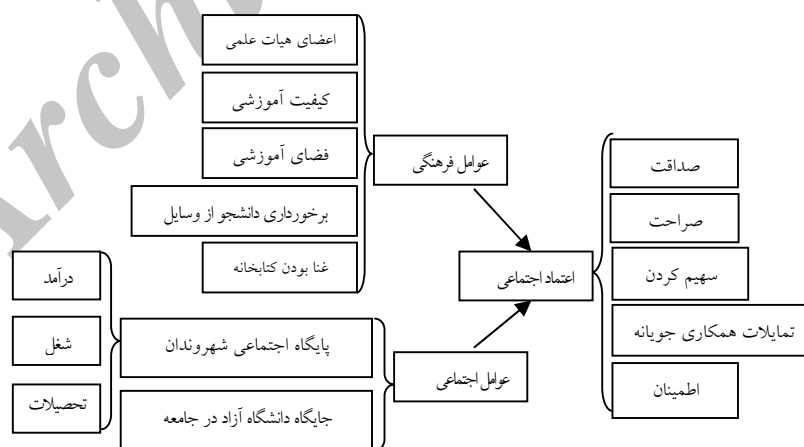 اعضای هیات علمی
کیفیت آموزشی
فضای آموزشی
برخورداری دانشجو از وسایل
غنا بودن کتابخانه
عوامل فرهنگی
صداقت
صراحت
سهیم کردن
تمایلات همکاری جویانه
اطمینان
اعتماد اجتماعی
عوامل اجتماعی
پایگاه اجتماعی شهروندان
جایگاه دانشگاه آزاد در جامعه
درآمد
شغل
تحصیلات
Arch